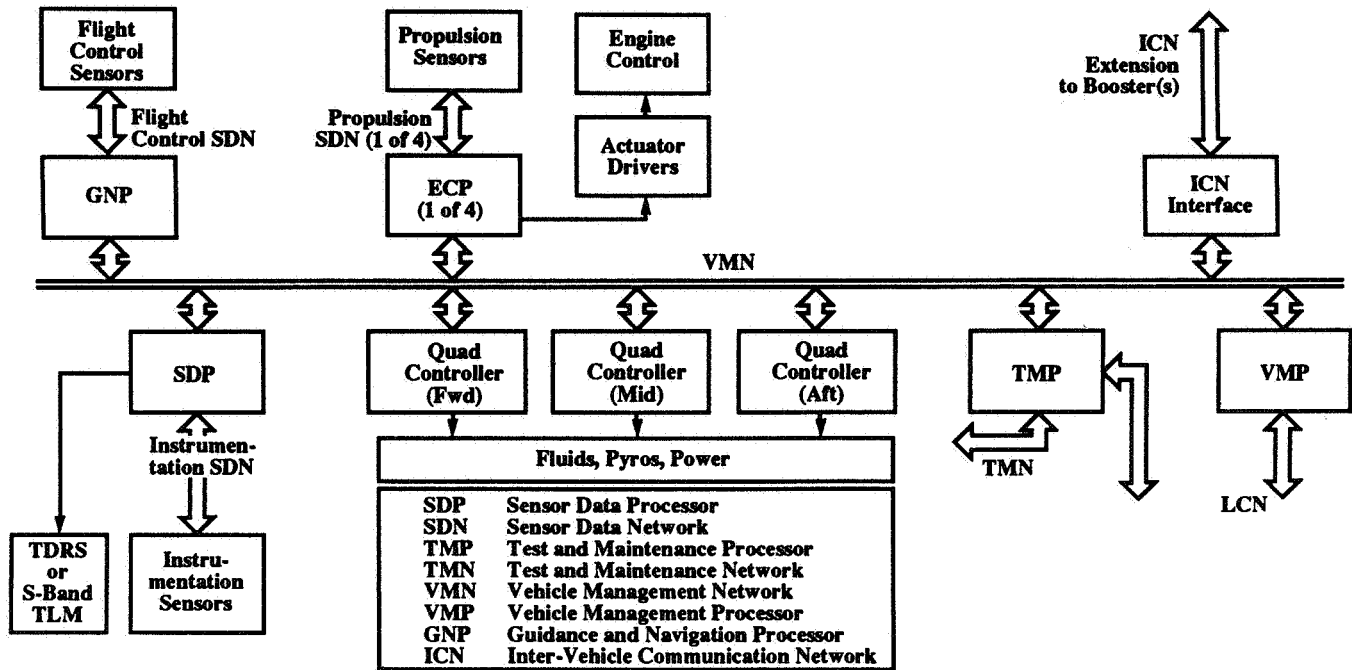 Flight
Control
Sensors
Propulsion
Sensors
Engine
Control
ICN
Extension
to Booster(s)
Flight
Control SDN
Propulsion
SDN (1 of 4)
Actuator
Drivers
GNP
ECP
(1 of 4)
ICN
Interface
VMN
SDP
Quad
Controller
(Fwd)
Quad
Controller
(Mid)
Quad
Controller
(Aft)
TMP
VMP
Instrumen-
tation SDN
Fluids, Pyros, Power
TMN
LCN
TDRS
or
S-Band
TLM
Instru-
mentation
Sensors
SDP Sensor Data Processor
SDN Sensor Data Network
TMP Test and Maintenance Processor
TMN Test and Maintenance Network
VMN Vehicle Management Network
VMP Vehicle Management Processor
GNP Guidance and Navigation Processor
ICN Inter-Vehicle Communication Network